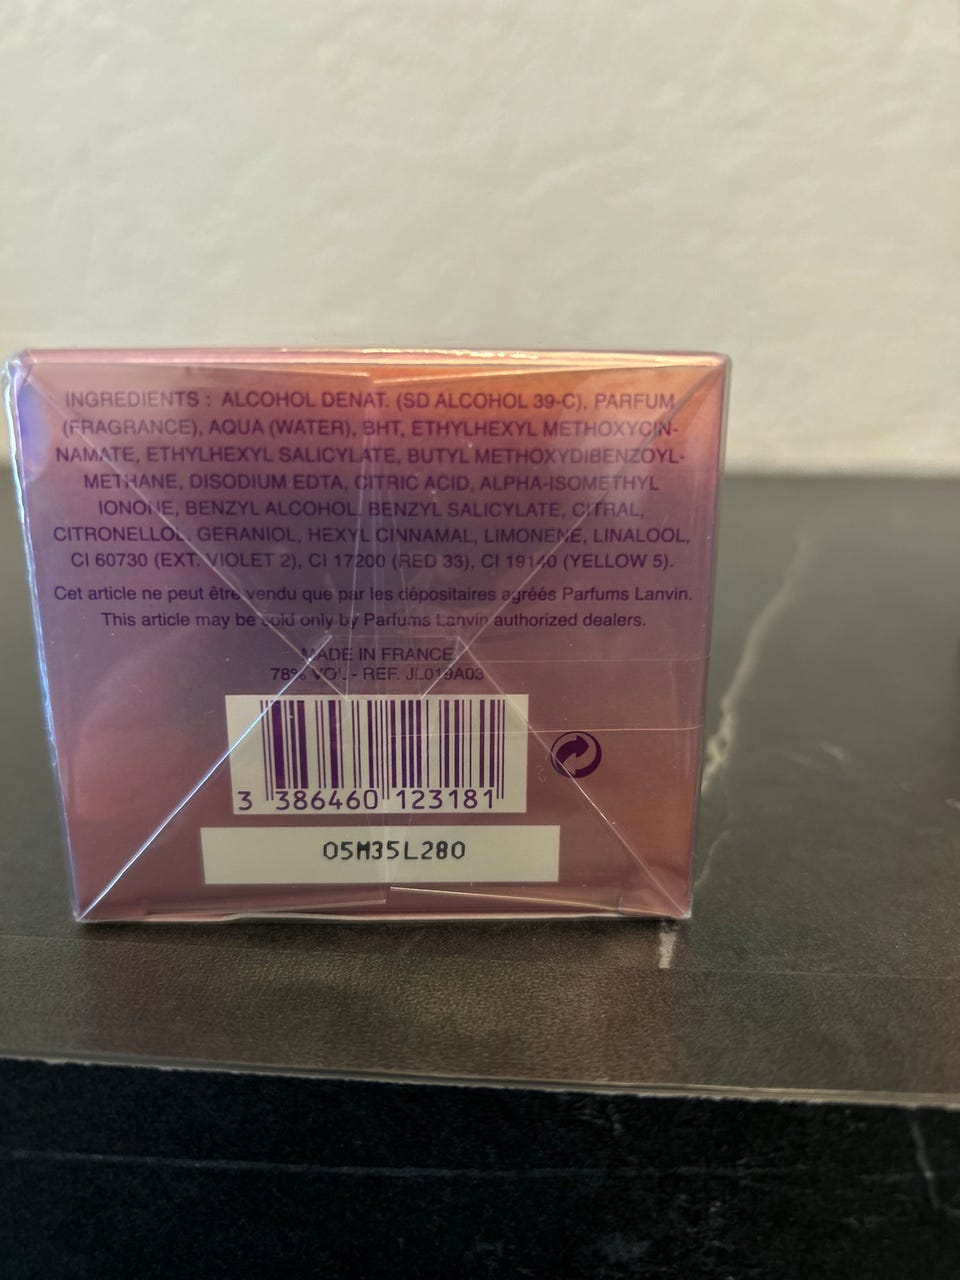 INGREDIENTS : ALCOHOL DENAT. (SD ALCOHOL 39-C), PARFUM
(FRAGRANCE), AQUA (WATER), BHT, ETHYLHEXYL METHOXYCIN-
NAMATE, ETHYLHEXYL SALICYLATE, BUTYL METHOXYDIBENZOYL-
METHANE, DISODIUM EDTA, CITRIC ACID, ALPHA-ISOMETHYL
IONONE, BENZYL ALCOHOL, BENZYL SALICYLATE, CITRAL,
CITRONELLOL, GERANIOL, HEXYL CINNAMAL, LIMONENE, LINALOOL,
CI 60730 (EXT. VIOLET 2), CI 17200 (RED 33), CI 19140 (YELLOW 5).
Cet article ne peut être vendu que par les dépositaires agréés Parfums Lanvin.
This article may be sold only by Parfums Lanvin authorized dealers.
MADE IN FRANCE
78% VOL - REF. JL019A03
3 386460 123181
05M35L280